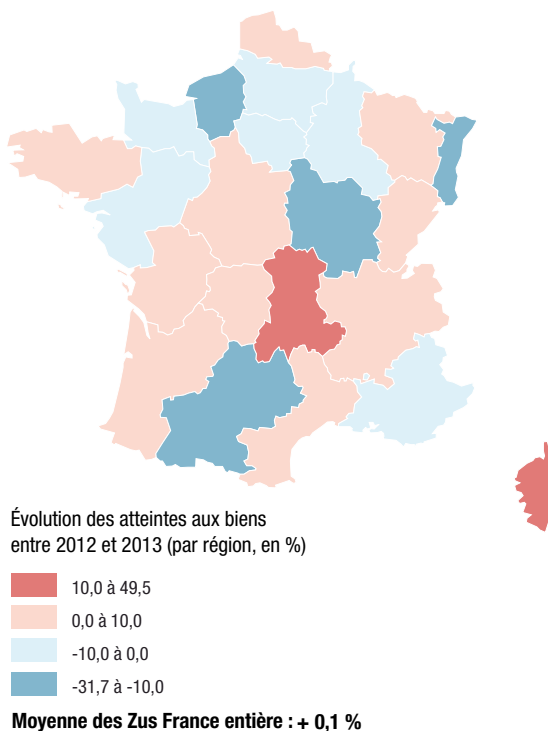 Évolution des atteintes aux biens
entre 2012 et 2013 (par région, en %)
10,0 à 49,5
0,0 à 10,0
-10,0 à 0,0
-31,7 à -10,0
Moyenne des Zus France entière : + 0,1 %